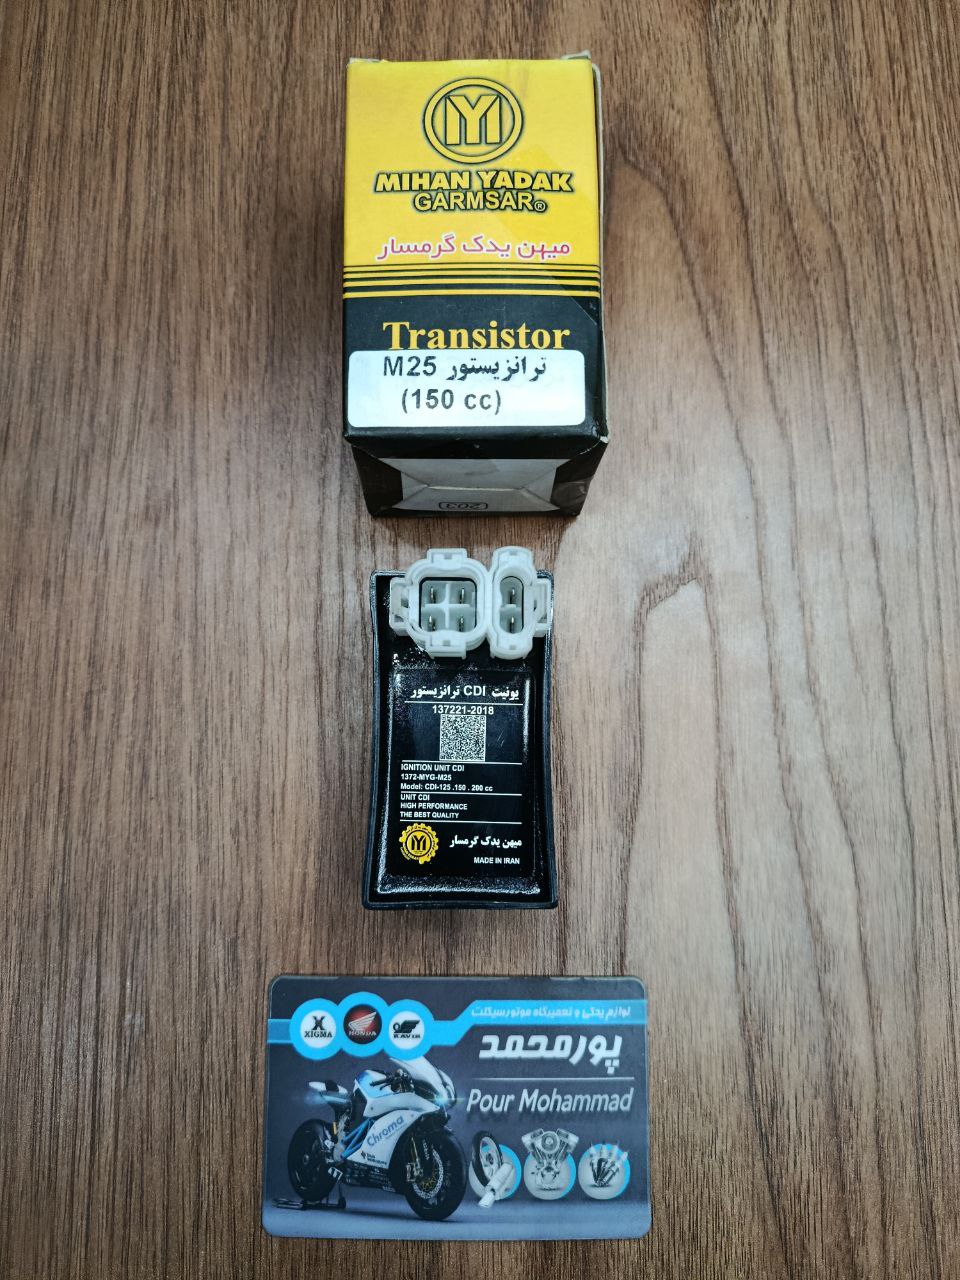 MIHAN YADAK
GARMSAR®
میهن یدک گرمسار
Transistor
ترانزیستور M25
(150 cc)
203
یونیت CDI ترانزیستور
137221-2018
IGNITION UNIT CDI
1372-MYG-M25
Model: CDI-125 .150 . 200 cc
UNIT CDI
HIGH PERFORMANCE
THE BEST QUALITY
میهن یدک گرمسار
MADE IN IRAN
لوازم یدکی و تعمیرگاه موتورسیکلت
XIGMA
HONDA
KAVIR
پورمحمد
Pour Mohammad
Chroma